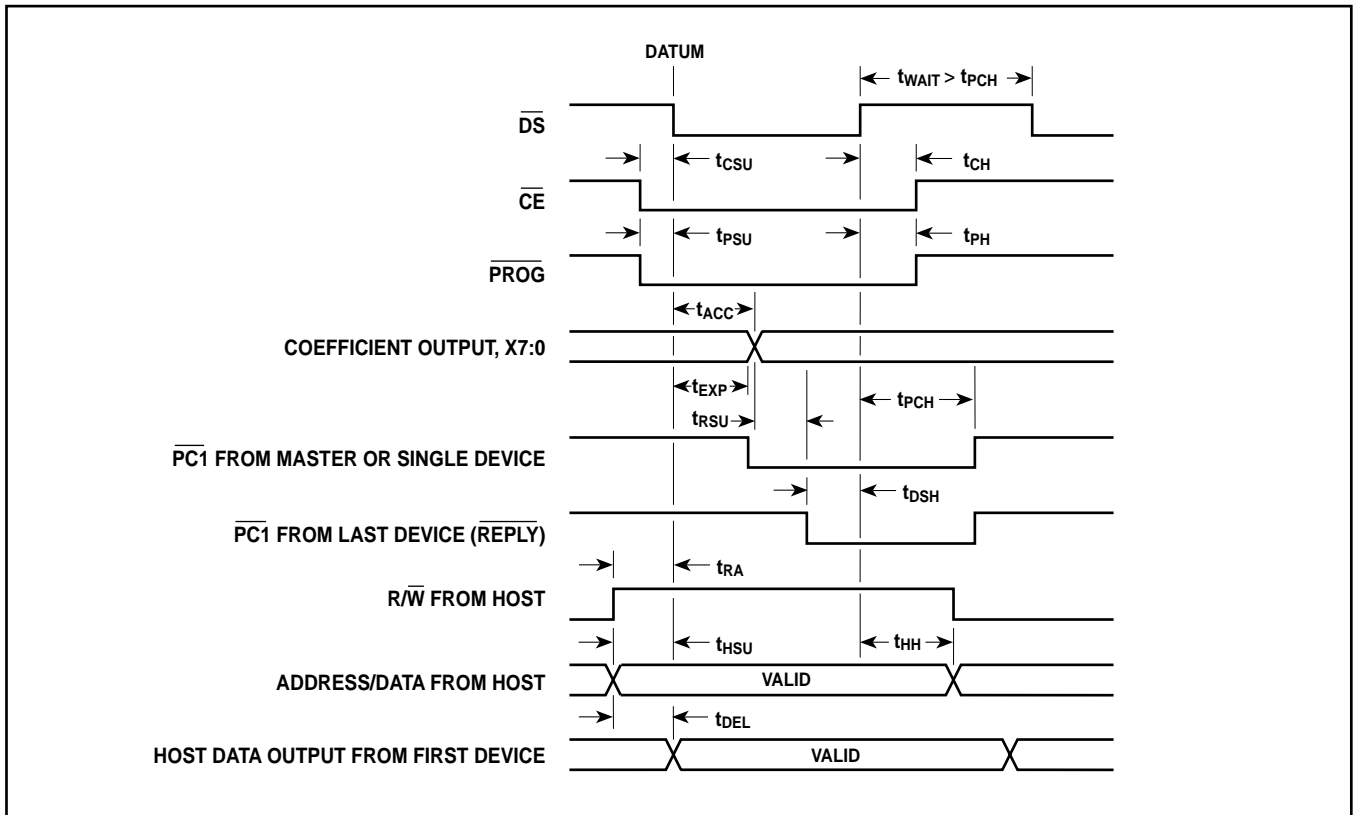 DATUM
tWAIT > tPCH
DS
tCSU
tCH
CE
tPSU
tPH
PROG
tACC
COEFFICIENT OUTPUT, X7:0
tEXP
tPCH
tRSU
PC1 FROM MASTER OR SINGLE DEVICE
tDSH
PC1 FROM LAST DEVICE (REPLY)
tRA
R/W FROM HOST
tHSU
tHH
ADDRESS/DATA FROM HOST
VALID
tDEL
HOST DATA OUTPUT FROM FIRST DEVICE
VALID